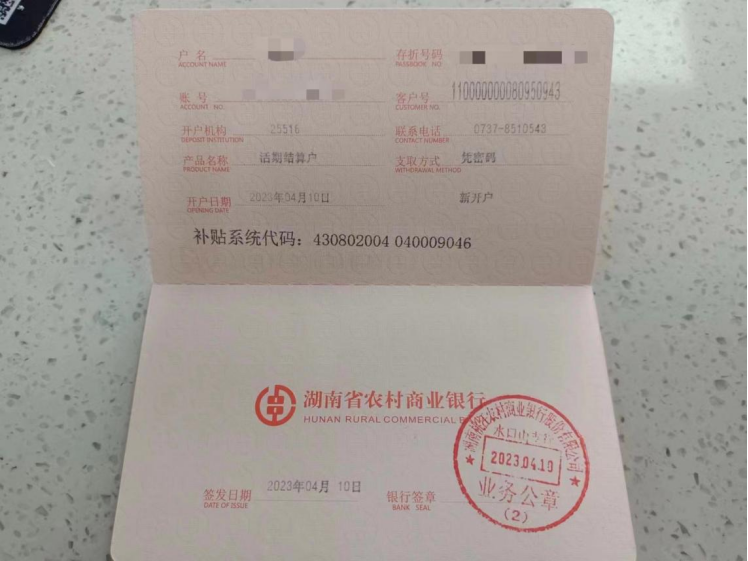 户 名
ACCOUNT NAME
存折号码
PASSBOOK NO
账 号
ACCOUNT NO.
客户号 110000000080950943
CUSTOMER NO.
开户机构 25516
DEPOSIT INSTITUTION
联系电话 0737-8510543
CONTACT NUMBER
产品名称 活期结算户
PRODUCT NAME
支取方式 凭密码
WITHDRAWAL METHOD
开户日期 2023年04月10日 新开户
OPENING DATE
补贴系统代码：430802004 040009046
湖南省农村商业银行
HUNAN RURAL COMMERCIAL
水口山支行
2023.04.10
业务公章
(2)
签发日期 2023年04月 10日
DATE OF ISSUE
银行签章
BANK SEAL